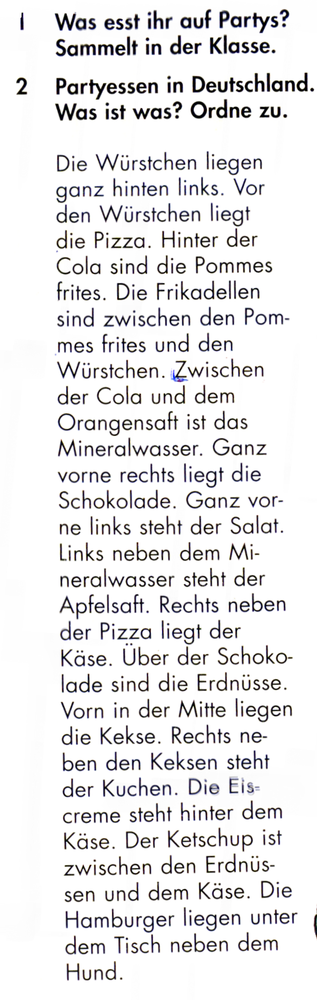 1 Was esst ihr auf Partys?
Sammelt in der Klasse.
2 Partyessen in Deutschland.
Was ist was? Ordne zu.
Die Würstchen liegen
ganz hinten links. Vor
den Würstchen liegt
die Pizza. Hinter der
Cola sind die Pommes
frites. Die Frikadellen
sind zwischen den Pom-
mes frites und den
Würstchen. Zwischen
der Cola und dem
Orangensaft ist das
Mineralwasser. Ganz
vorne rechts liegt die
Schokolade. Ganz vor-
ne links steht der Salat.
Links neben dem Mi-
neralwasser steht der
Apfelsaft. Rechts neben
der Pizza liegt der
Käse. Über der Schoko-
lade sind die Erdnüsse.
Vorn in der Mitte liegen
die Kekse. Rechts ne-
ben den Keksen steht
der Kuchen. Die Eis-
creme steht hinter dem
Käse. Der Ketschup ist
zwischen den Erdnüs-
sen und dem Käse. Die
Hamburger liegen unter
dem Tisch neben dem
Hund.